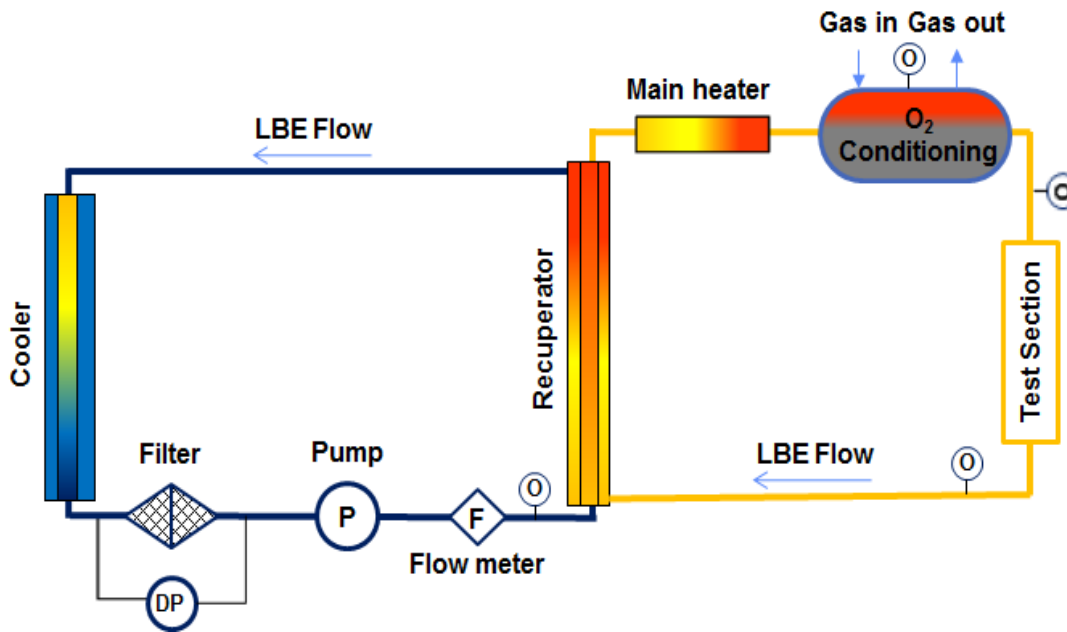 Gas in Gas out
O
Main heater
LBE Flow
O2
Conditioning
O
Cooler
Recuperator
Test Section
Filter
Pump
LBE Flow
O
O
P
F
Flow meter
DP